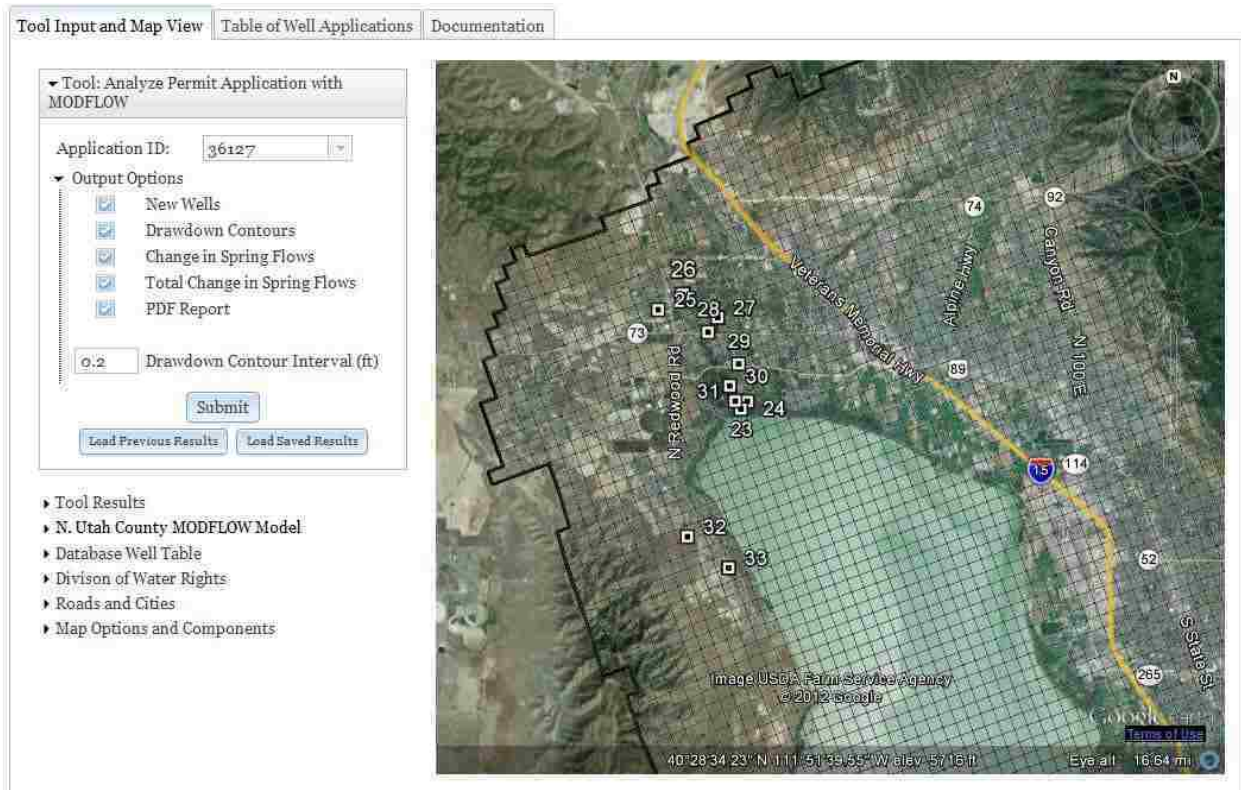 Tool Input and Map View
Table of Well Applications
Documentation
Tool: Analyze Permit Application with
MODFLOW
Application ID:
36127
Output Options
New Wells
Drawdown Contours
Change in Spring Flows
Total Change in Spring Flows
PDF Report
0.2
Drawdown Contour Interval (ft)
Submit
Load Previous Results
Load Saved Results
Tool Results
N. Utah County MODFLOW Model
Database Well Table
Divison of Water Rights
Roads and Cities
Map Options and Components
N
92
74
Canyon Rd
Alpine Hwy
Veterans Memorial Hwy
26
25
28
27
73
29
N Redwood Rd
N 100 E
89
30
31
24
23
15
114
32
33
52
S State St
265
Image USDA Farm Service Agency
© 2012 Google
Google earth
Terms of Use
40°28'34.23" N 111°51'39.55" W elev 5716 ft
Eye alt 16.64 mi